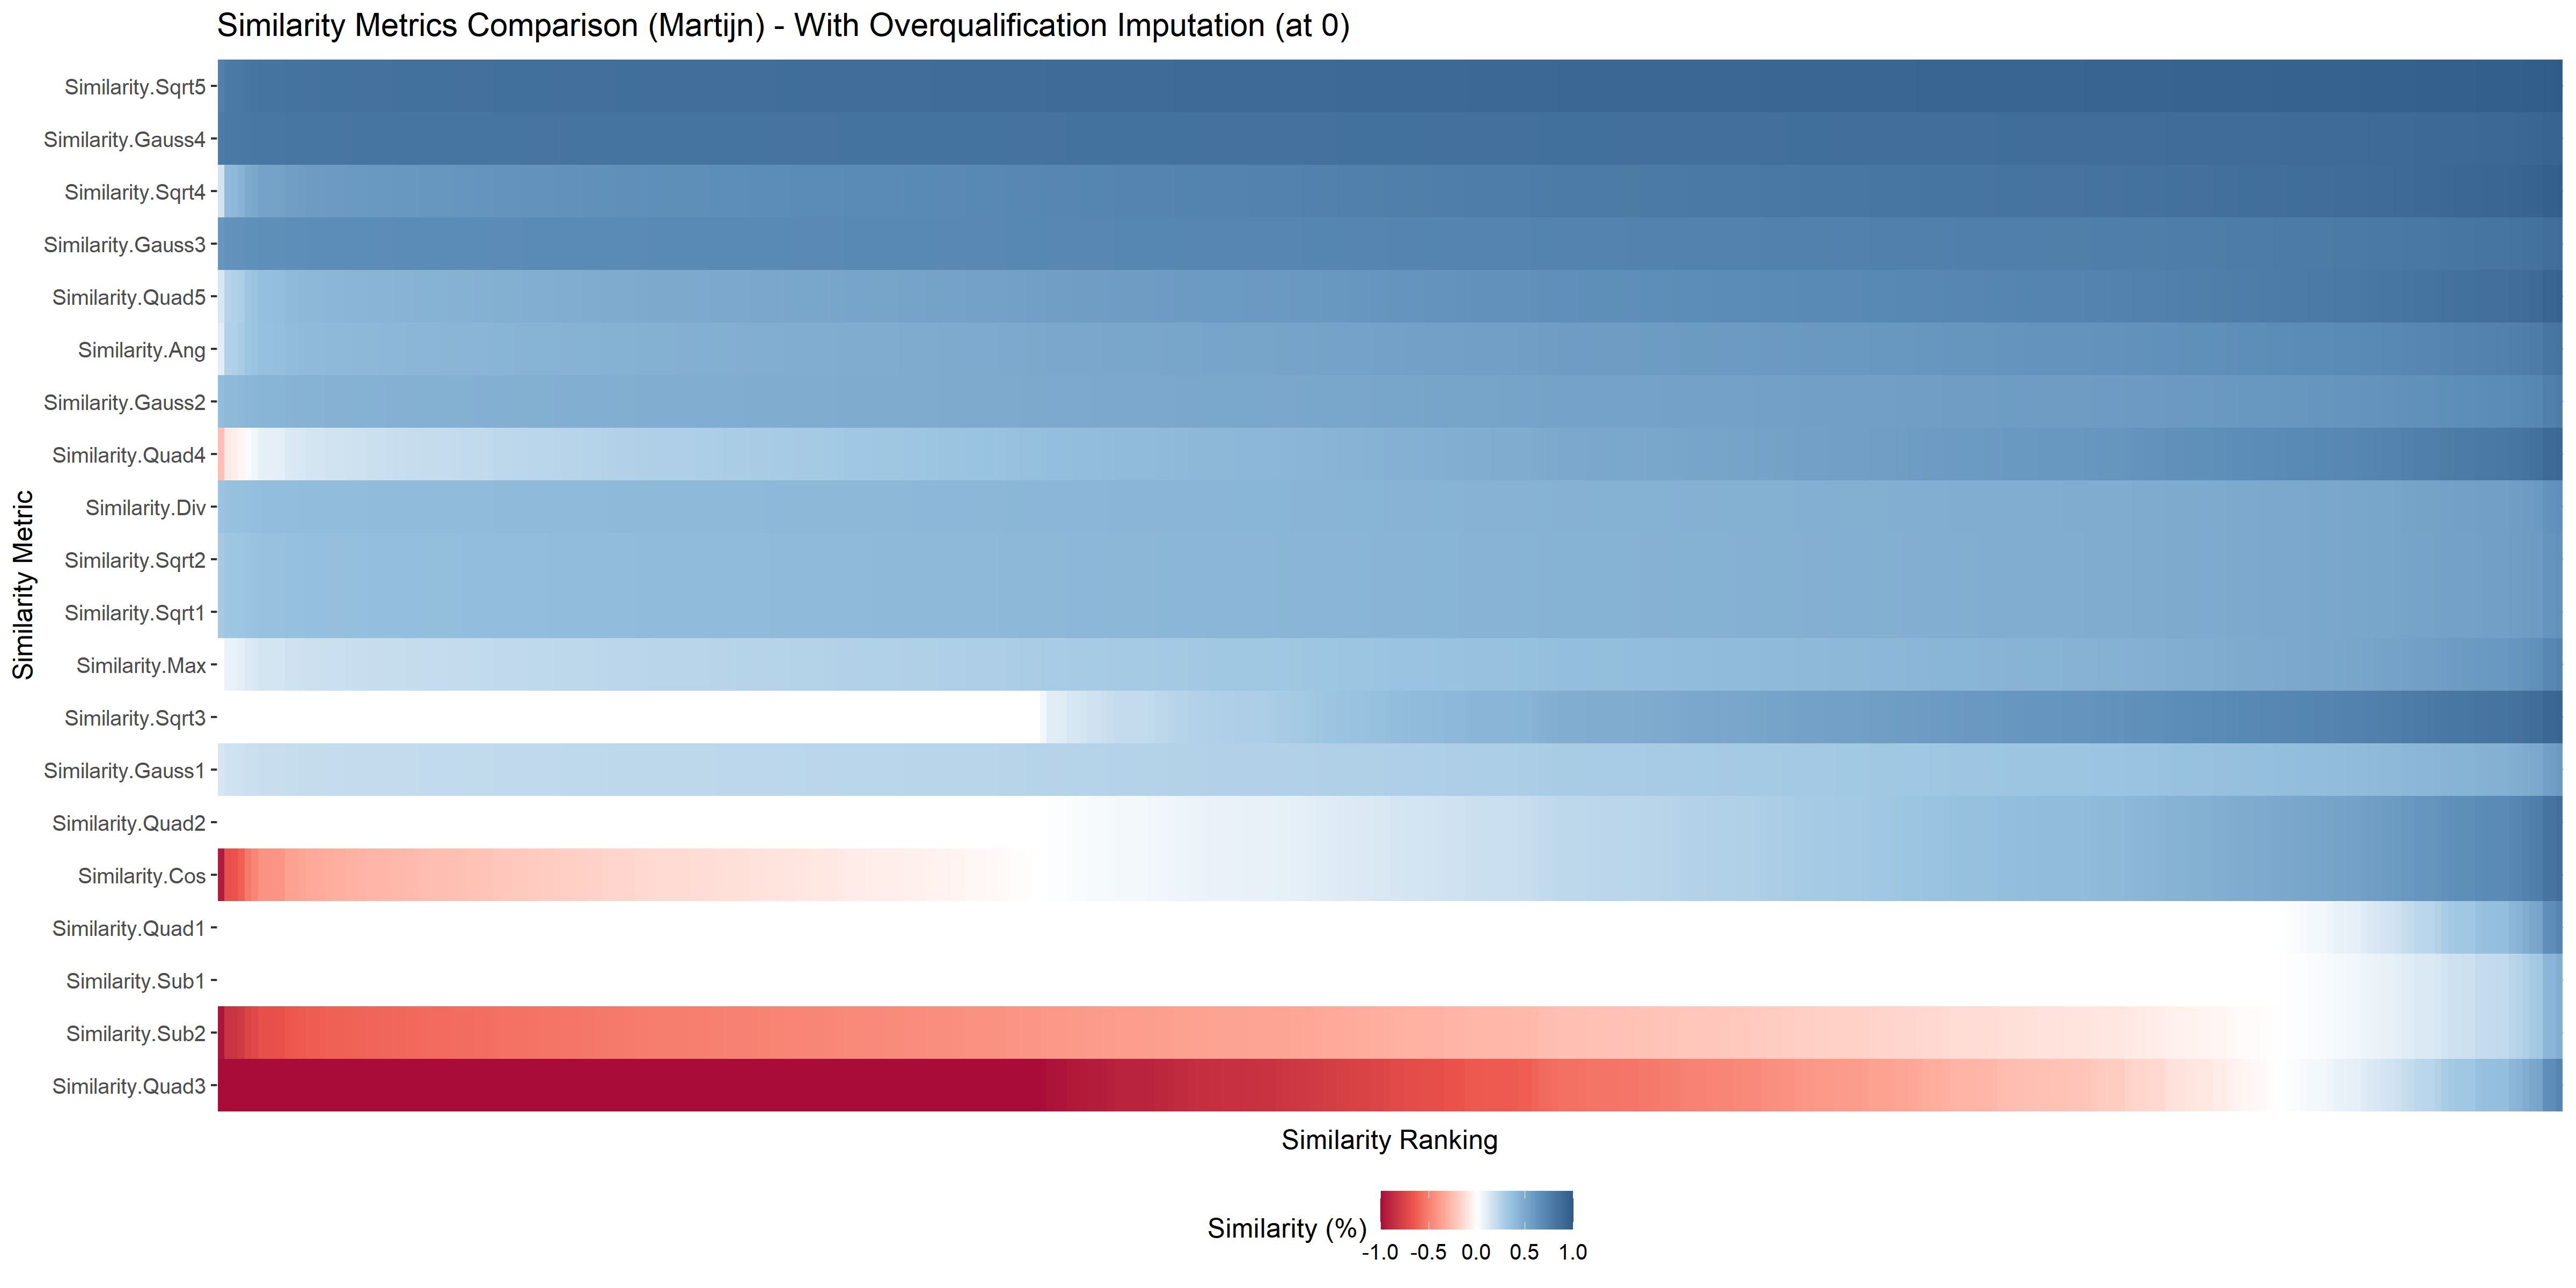 Similarity Metrics Comparison (Martijn) - With Overqualification Imputation (at 0)
Similarity Metric
Similarity.Sqrt5
Similarity.Gauss4
Similarity.Sqrt4
Similarity.Gauss3
Similarity.Quad5
Similarity.Ang
Similarity.Gauss2
Similarity.Quad4
Similarity.Div
Similarity.Sqrt2
Similarity.Sqrt1
Similarity.Max
Similarity.Sqrt3
Similarity.Gauss1
Similarity.Quad2
Similarity.Cos
Similarity.Quad1
Similarity.Sub1
Similarity.Sub2
Similarity.Quad3
Similarity Ranking
Similarity (%)
-1.0 -0.5 0.0 0.5 1.0